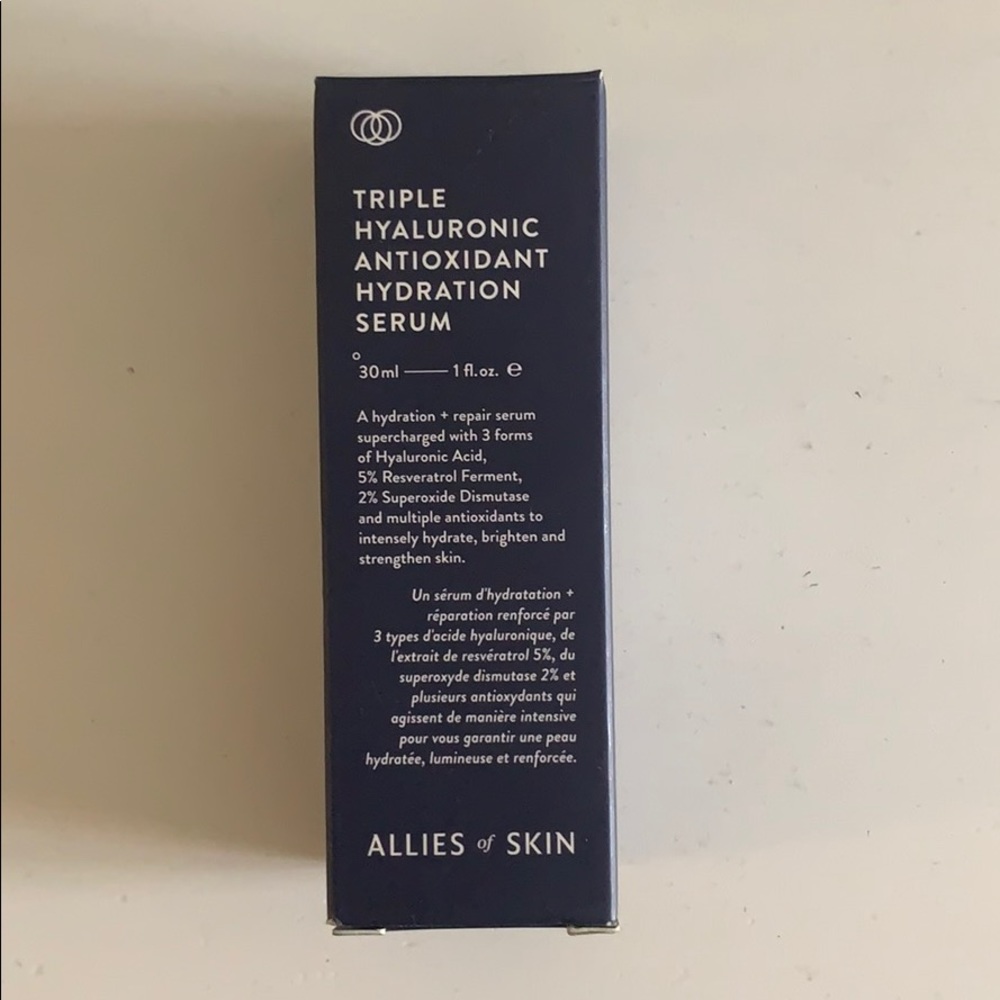 TRIPLE
HYALURONIC
ANTIOXIDANT
HYDRATION
SERUM
30ml — 1 fl.oz. ℮
A hydration + repair serum
supercharged with 3 forms
of Hyaluronic Acid,
5% Resveratrol Ferment,
2% Superoxide Dismutase
and multiple antioxidants to
intensely hydrate, brighten and
strengthen skin.
Un sérum d'hydratation +
réparation renforcé par
3 types d'acide hyaluronique, de
l'extrait de resvératrol 5%, du
superoxyde dismutase 2% et
plusieurs antioxydants qui
agissent de manière intensive
pour vous garantir une peau
hydratée, lumineuse et renforcée.
ALLIES of SKIN